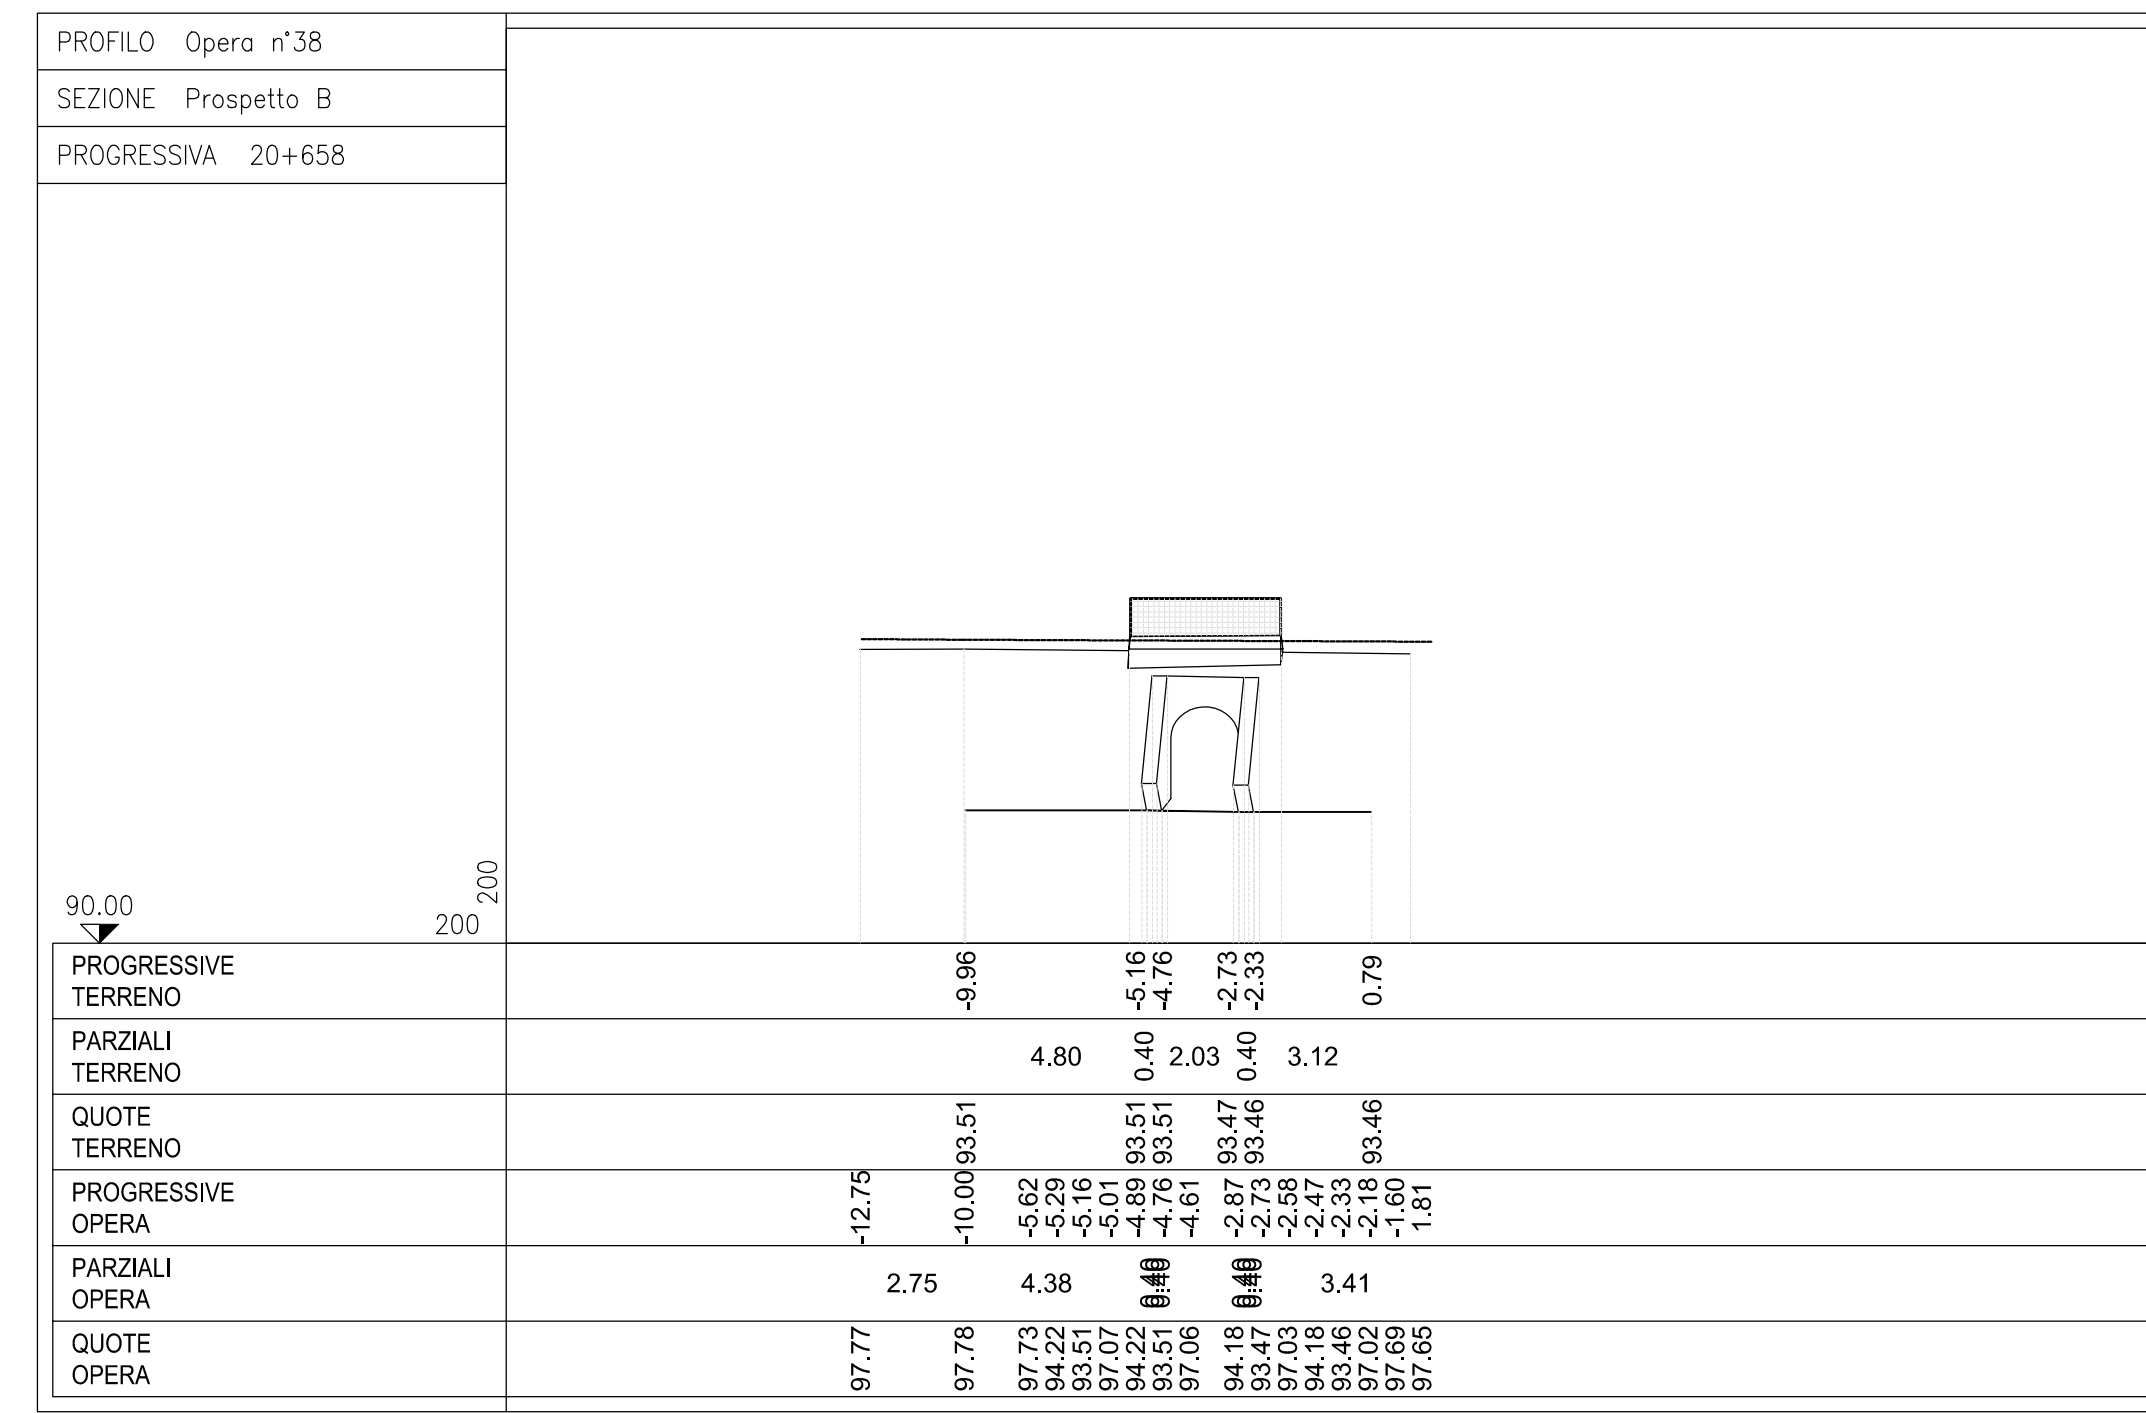 PROFILO Opera n°38
SEZIONE Prospetto B
PROGRESSIVA 20+658
200
90.00
200
PROGRESSIVE
TERRENO
-9.96 -5.16 -4.76 -2.73 -2.33 0.79
PARZIALI
TERRENO
4.80 0.40 2.03 0.40 3.12
QUOTE
TERRENO
93.51 93.51 93.51 93.47 93.46 93.46
PROGRESSIVE
OPERA
-12.75 -10.00 -5.62 -5.29 -5.16 -5.01 -4.89 -4.76 -4.61 -2.87 -2.73 -2.58 -2.47 -2.33 -2.18 -1.60 1.81
PARZIALI
OPERA
2.75 4.38 3.41
QUOTE
OPERA
97.77 97.78 97.73 94.22 93.51 97.07 94.22 93.51 97.06 94.18 93.47 97.03 94.18 93.46 97.02 97.69 97.65